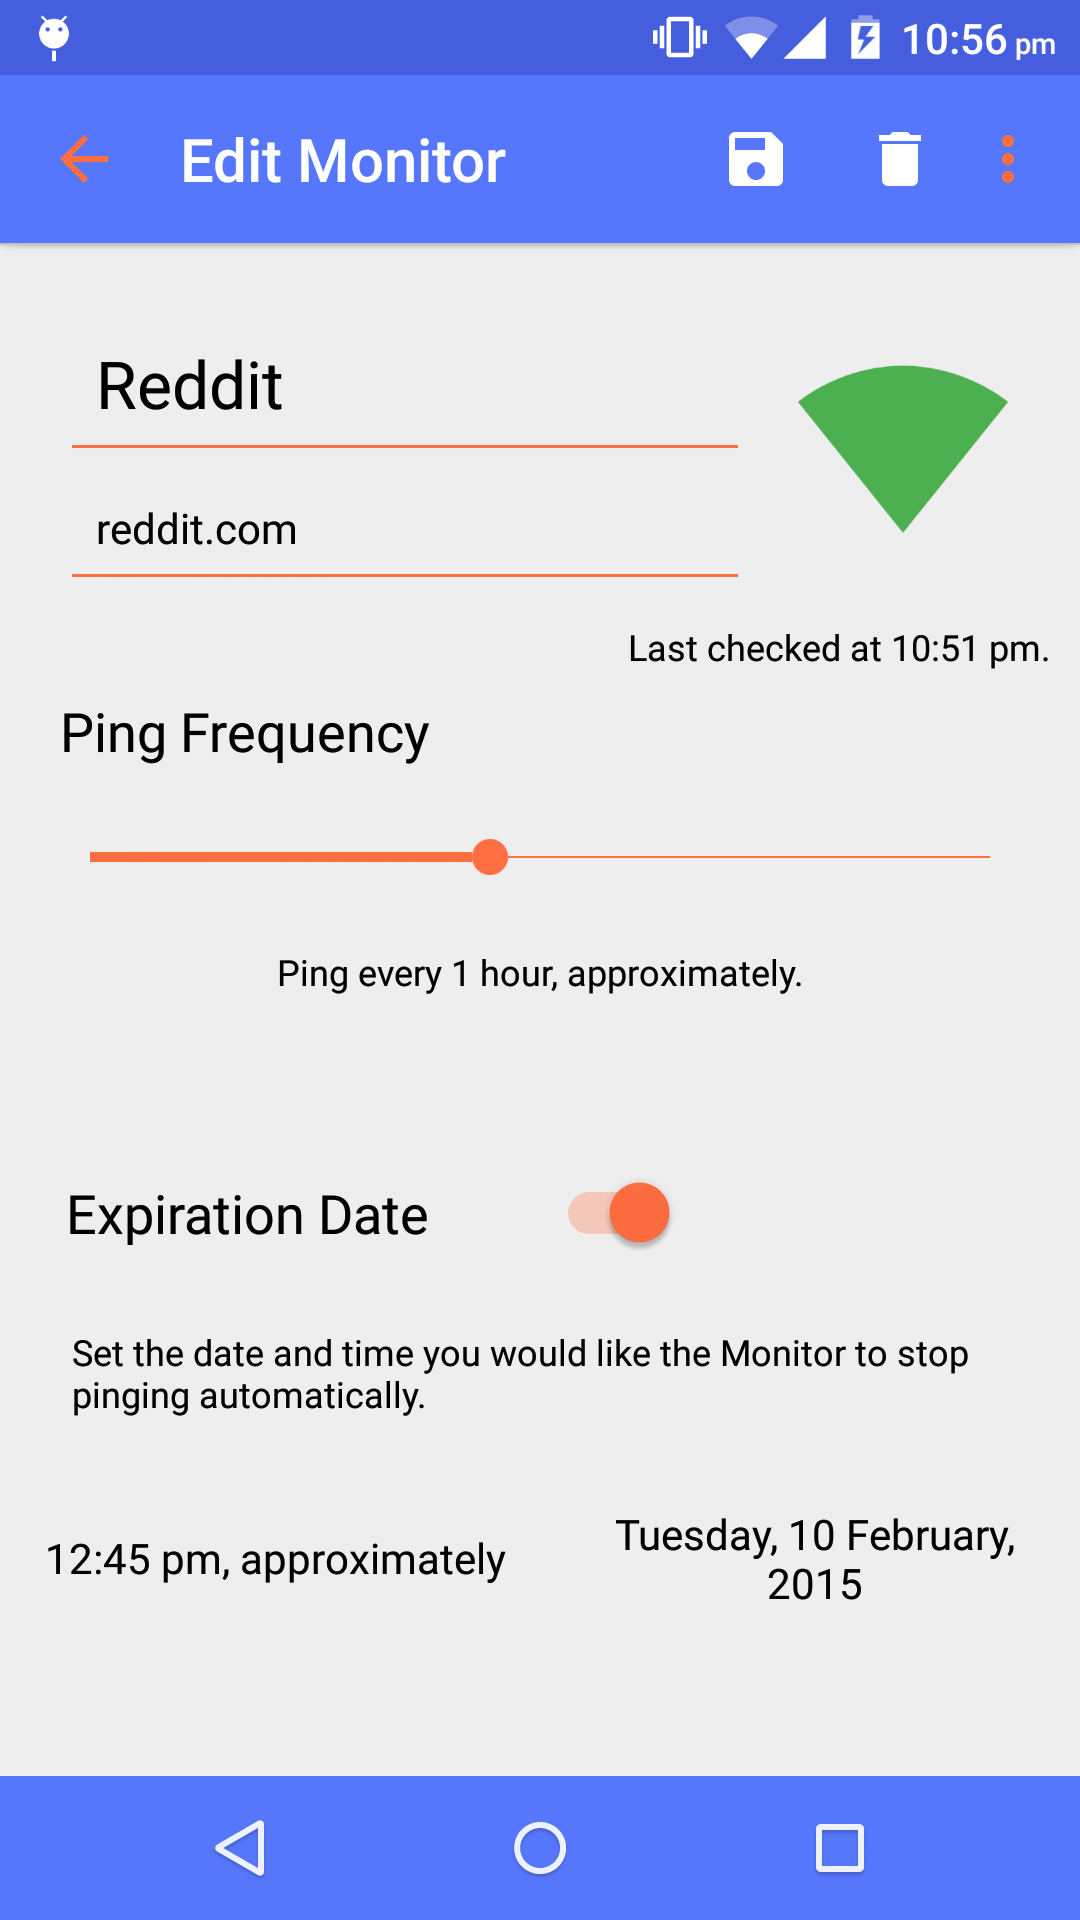 10:56 pm
Edit Monitor
Reddit
reddit.com
Last checked at 10:51 pm.
Ping Frequency
Ping every 1 hour, approximately.
Expiration Date
Set the date and time you would like the Monitor to stop
pinging automatically.
12:45 pm, approximately
Tuesday, 10 February,
2015